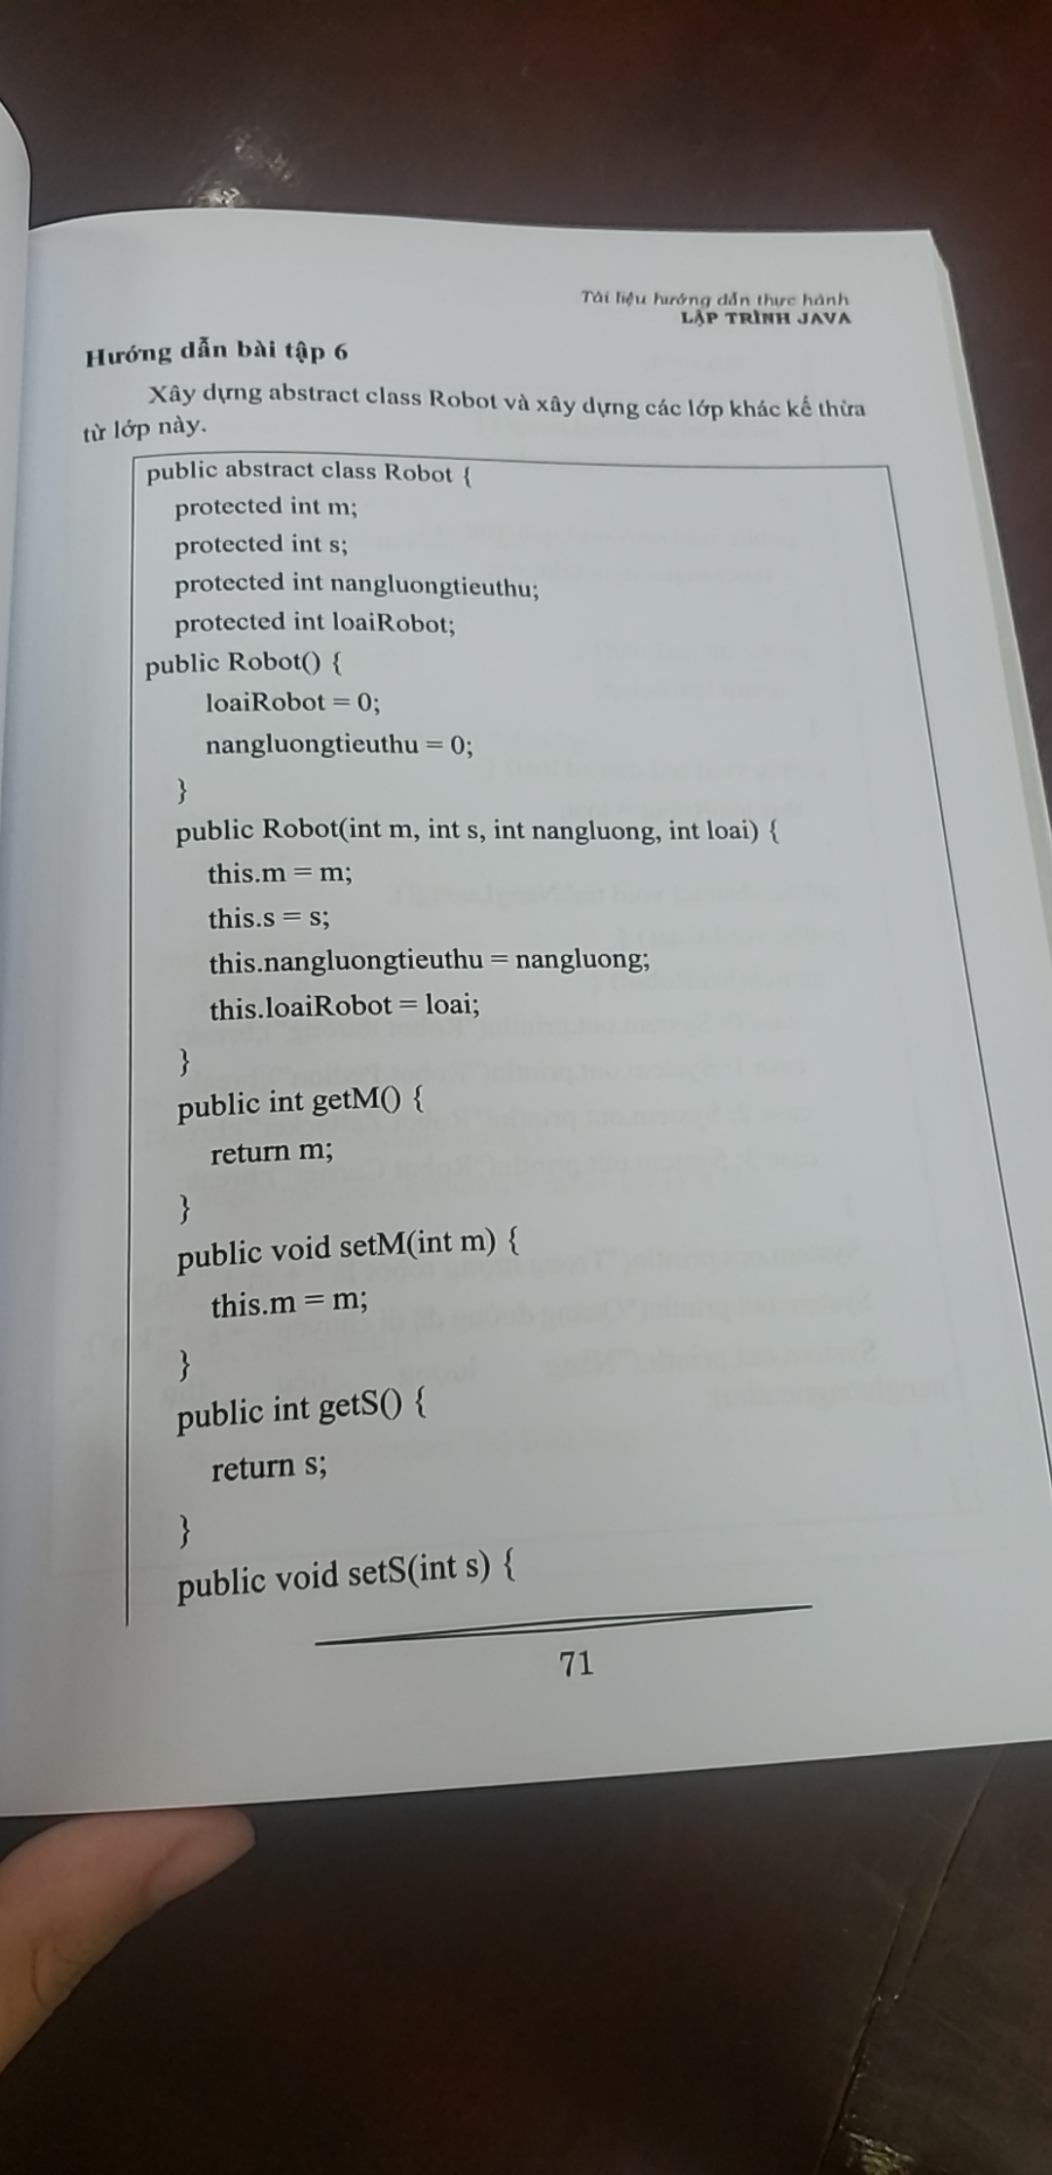 Tài liệu hướng dẫn thực hành
LẬP TRÌNH JAVA
Hướng dẫn bài tập 6
Xây dựng abstract class Robot và xây dựng các lớp khác kế thừa
từ lớp này.
public abstract class Robot {
protected int m;
protected int s;
protected int nangluongtieuthu;
protected int loaiRobot;
public Robot() {
loaiRobot = 0;
nangluongtieuthu = 0;
}
public Robot(int m, int s, int nangluong, int loai) {
this.m = m;
this.s = s;
this.nangluongtieuthu = nangluong;
this.loaiRobot = loai;
}
public int getM() {
return m;
}
public void setM(int m) {
this.m = m;
}
public int getS() {
return s;
}
public void setS(int s) {
71